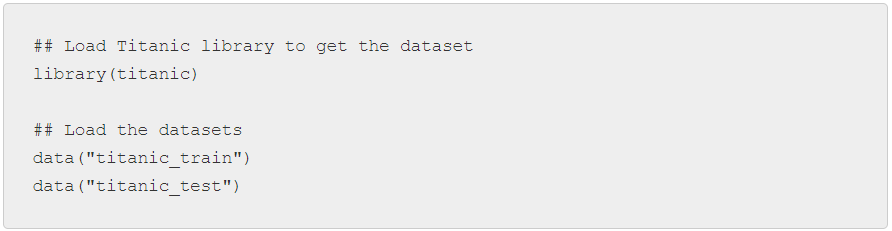 ## Load Titanic library to get the dataset
library(titanic)
## Load the datasets
data("titanic_train")
data("titanic_test")